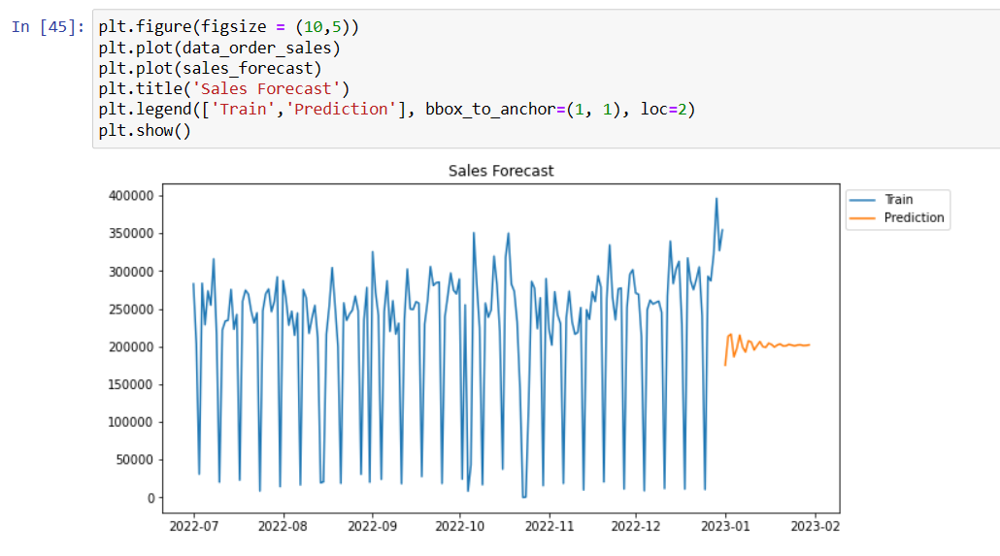 In [45]: plt.figure(figsize = (10,5))
plt.plot(data_order_sales)
plt.plot(sales_forecast)
plt.title('Sales Forecast')
plt.legend(['Train','Prediction'], bbox_to_anchor=(1, 1), loc=2)
plt.show()
Sales Forecast
400000
350000
300000
250000
200000
150000
100000
50000
0
2022-07 2022-08 2022-09 2022-10 2022-11 2022-12 2023-01 2023-02
Train
Prediction